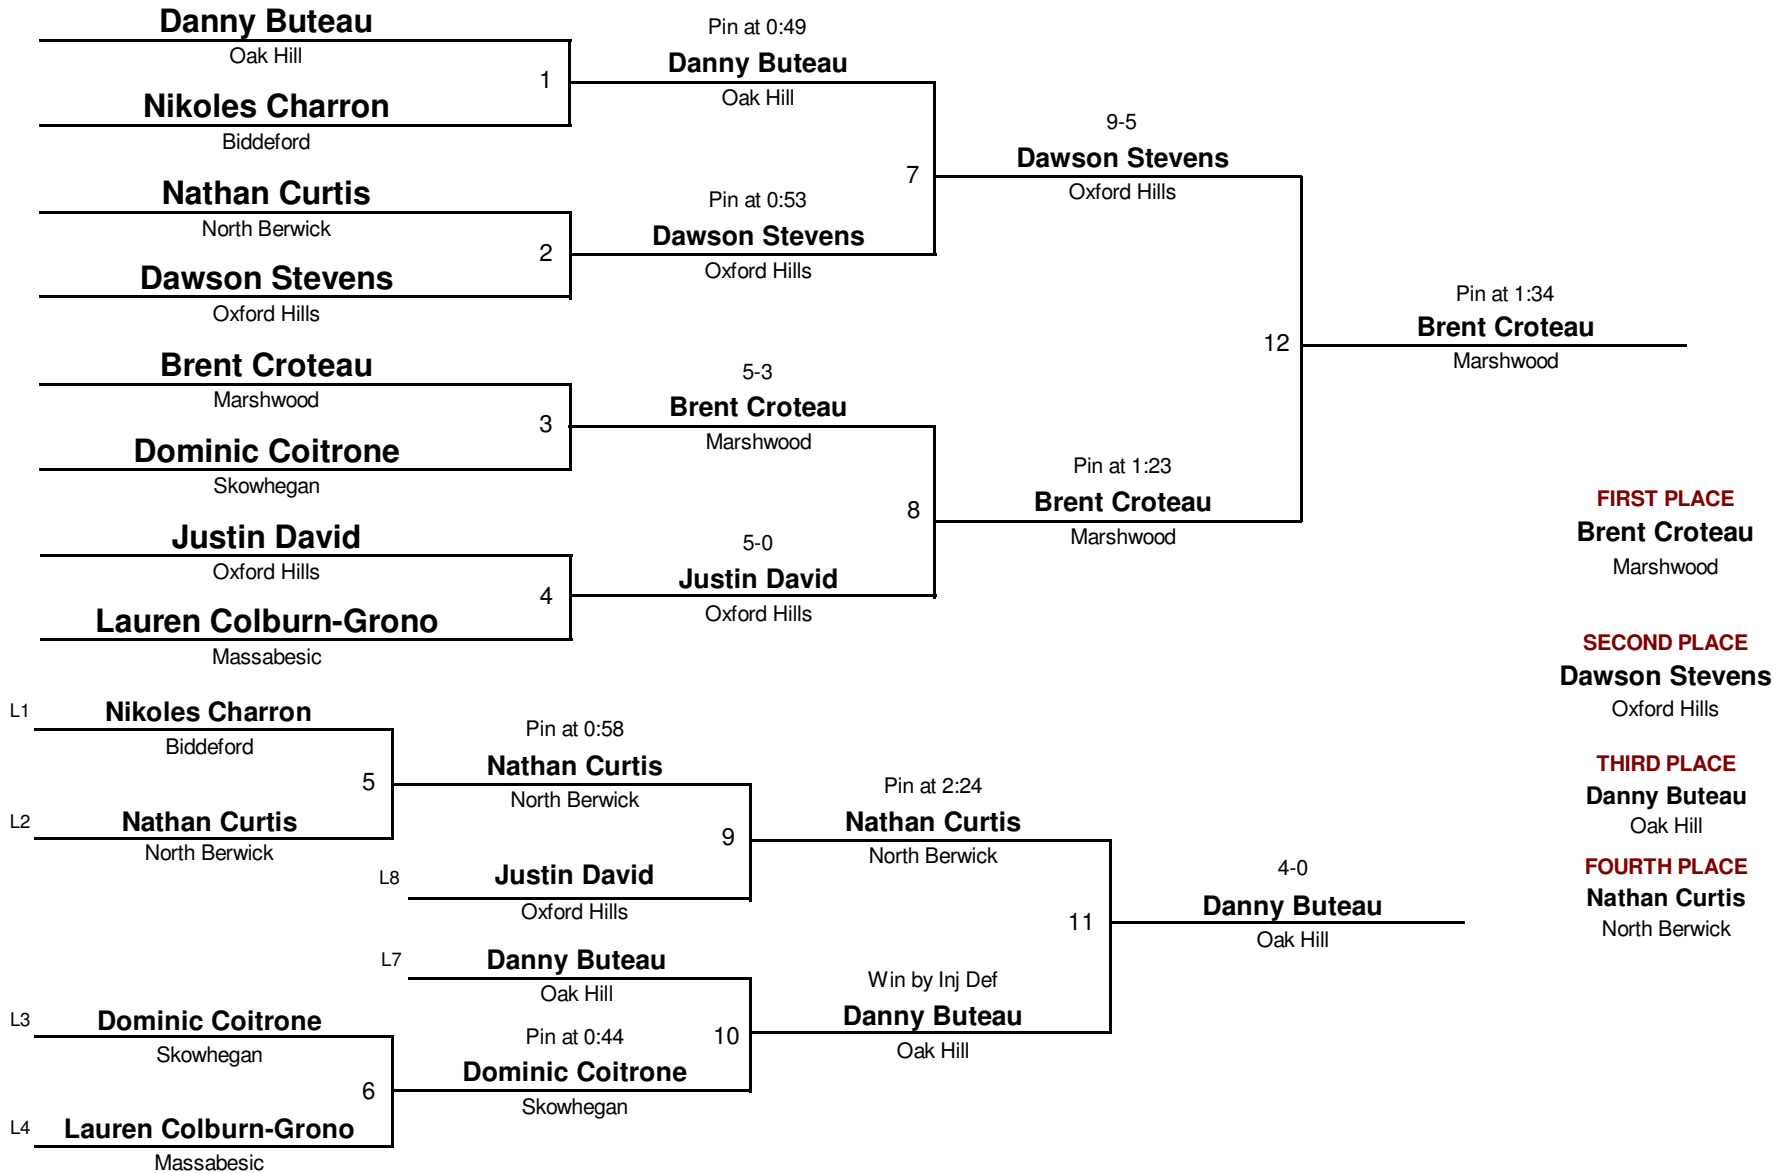 Danny Buteau
Oak Hill
1
Nikoles Charron
Biddeford
Pin at 0:49
Danny Buteau
Oak Hill
Nathan Curtis
North Berwick
2
Dawson Stevens
Oxford Hills
Pin at 0:53
Dawson Stevens
Oxford Hills
7
9-5
Dawson Stevens
Oxford Hills
Brent Croteau
Marshwood
3
Dominic Coitrone
Skowhegan
5-3
Brent Croteau
Marshwood
Justin David
Oxford Hills
4
Lauren Colburn-Grono
Massabesic
5-0
Justin David
Oxford Hills
8
Pin at 1:23
Brent Croteau
Marshwood
12
Pin at 1:34
Brent Croteau
Marshwood
FIRST PLACE
Brent Croteau
Marshwood
SECOND PLACE
Dawson Stevens
Oxford Hills
THIRD PLACE
Danny Buteau
Oak Hill
FOURTH PLACE
Nathan Curtis
North Berwick
L1
Nikoles Charron
Biddeford
5
L2
Nathan Curtis
North Berwick
Pin at 0:58
Nathan Curtis
North Berwick
9
L8
Justin David
Oxford Hills
Pin at 2:24
Nathan Curtis
North Berwick
L7
Danny Buteau
Oak Hill
L3
Dominic Coitrone
Skowhegan
6
L4
Lauren Colburn-Grono
Massabesic
Pin at 0:44
Dominic Coitrone
Skowhegan
10
Win by Inj Def
Danny Buteau
Oak Hill
11
4-0
Danny Buteau
Oak Hill